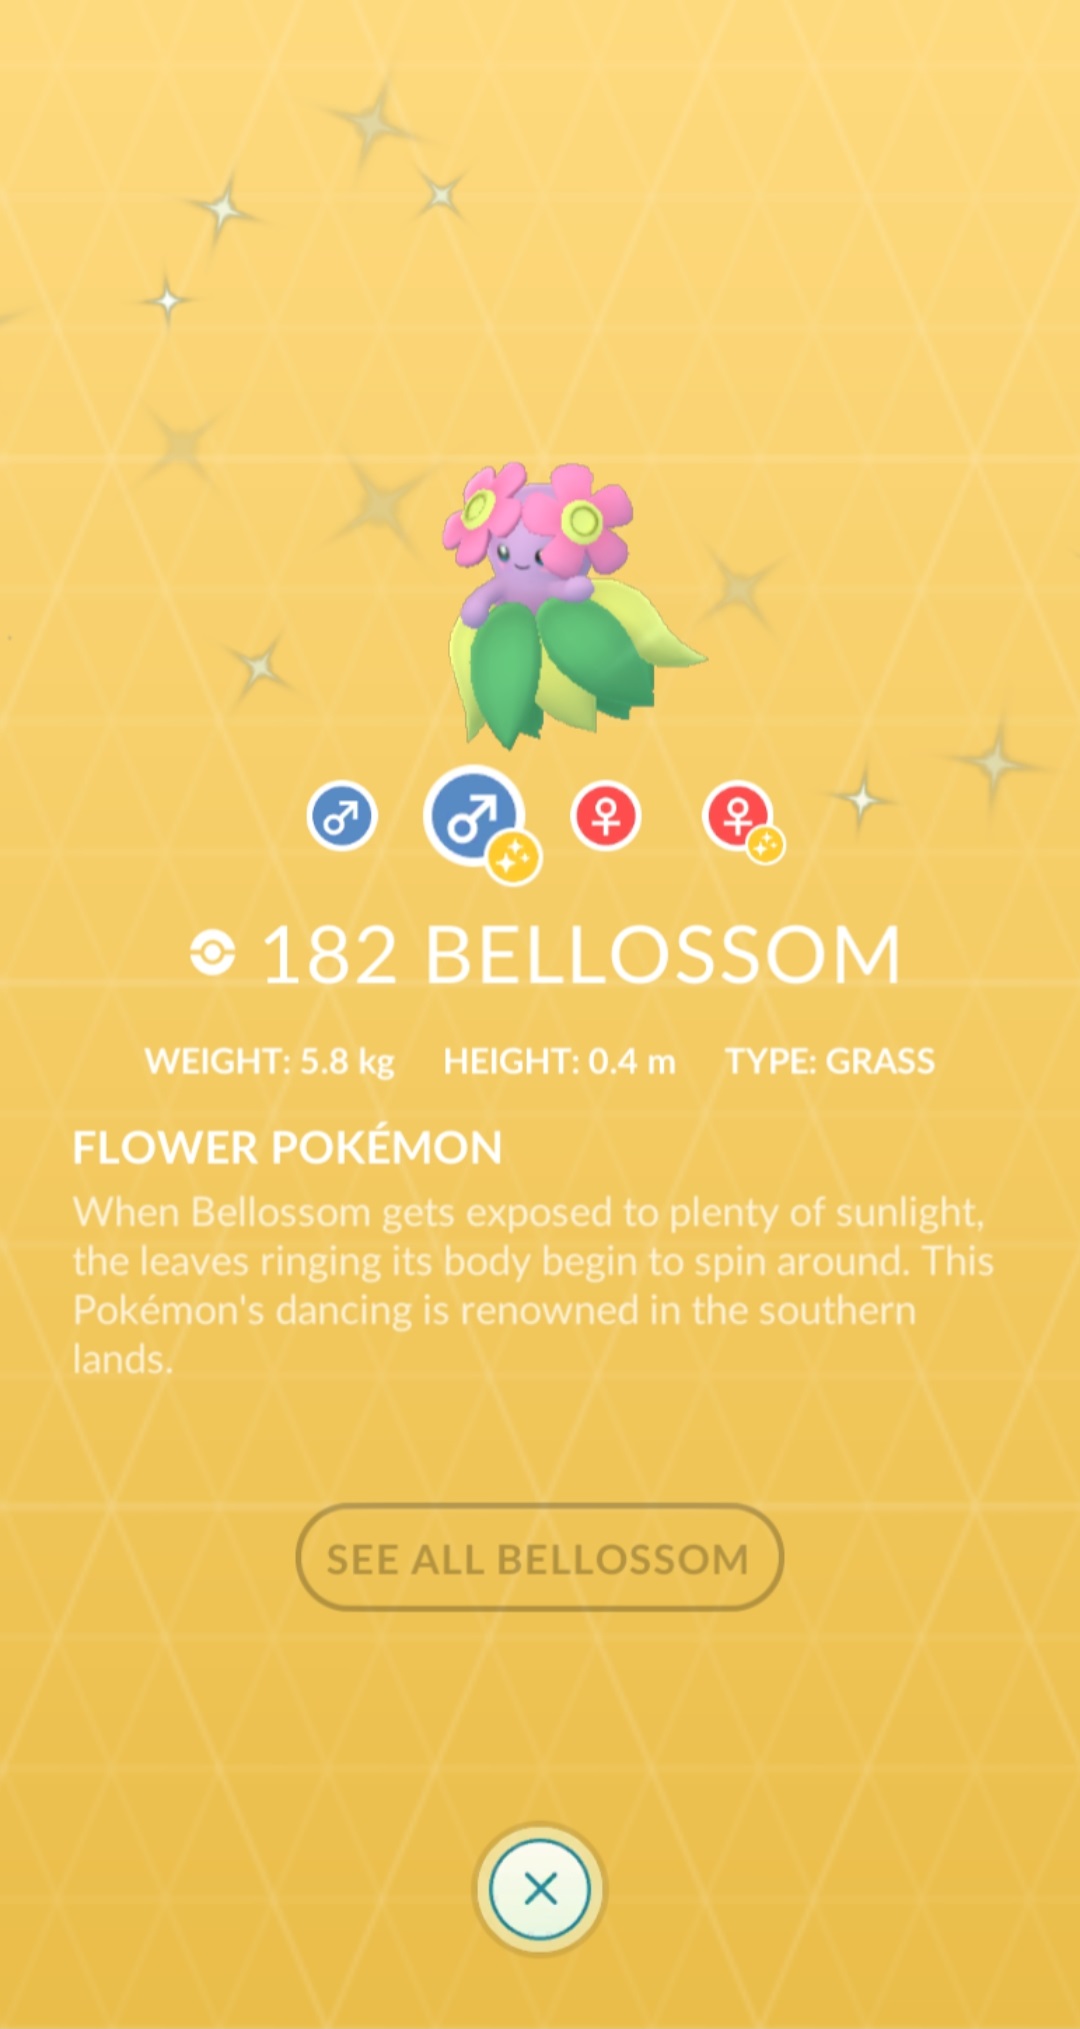 182 BELLOSSOM
WEIGHT: 5.8 kg HEIGHT: 0.4 m TYPE: GRASS
FLOWER POKÉMON
When Bellossom gets exposed to plenty of sunlight,
the leaves ringing its body begin to spin around. This
Pokémon's dancing is renowned in the southern
lands.
SEE ALL BELLOSSOM